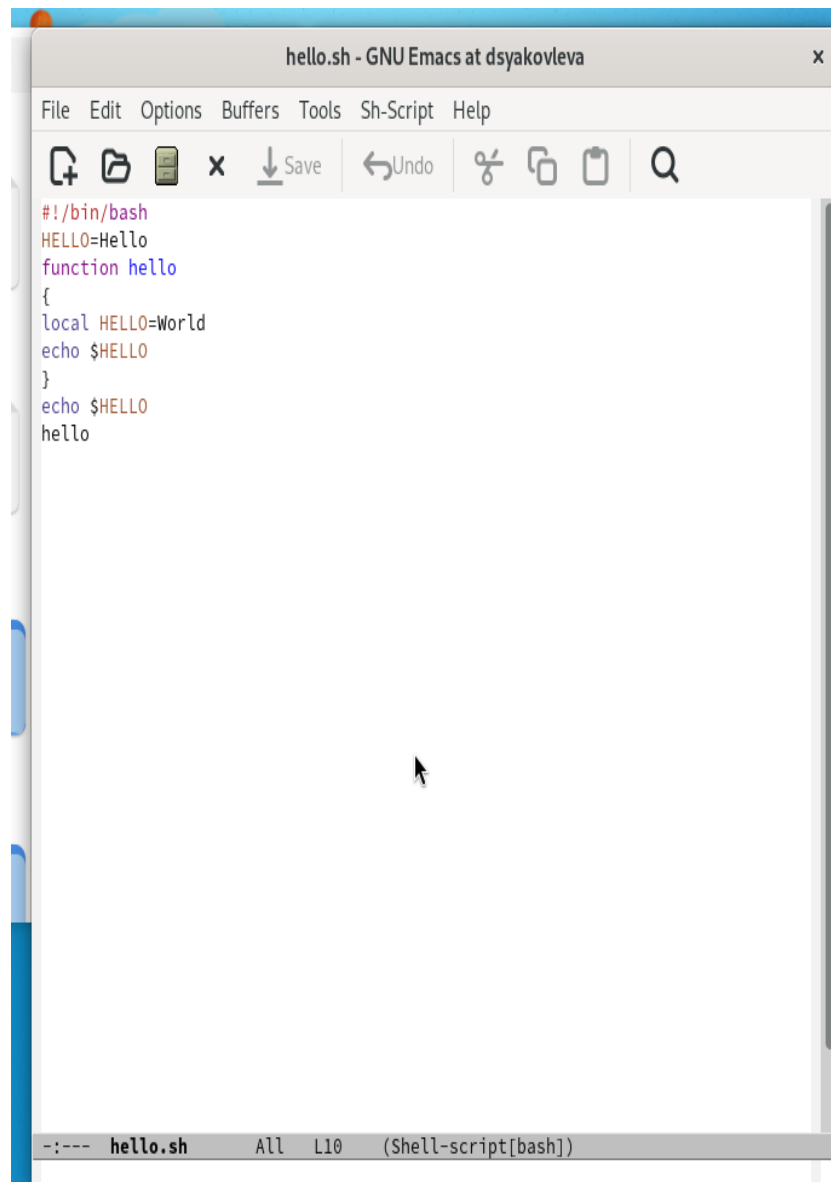 hello.sh - GNU Emacs at dsyakovleva
File Edit Options Buffers Tools Sh-Script Help
Save Undo
#!/bin/bash
HELLO=Hello
function hello
{
local HELLO=World
echo $HELLO
}
echo $HELLO
hello
-:--- hello.sh All L10 (Shell-script[bash])